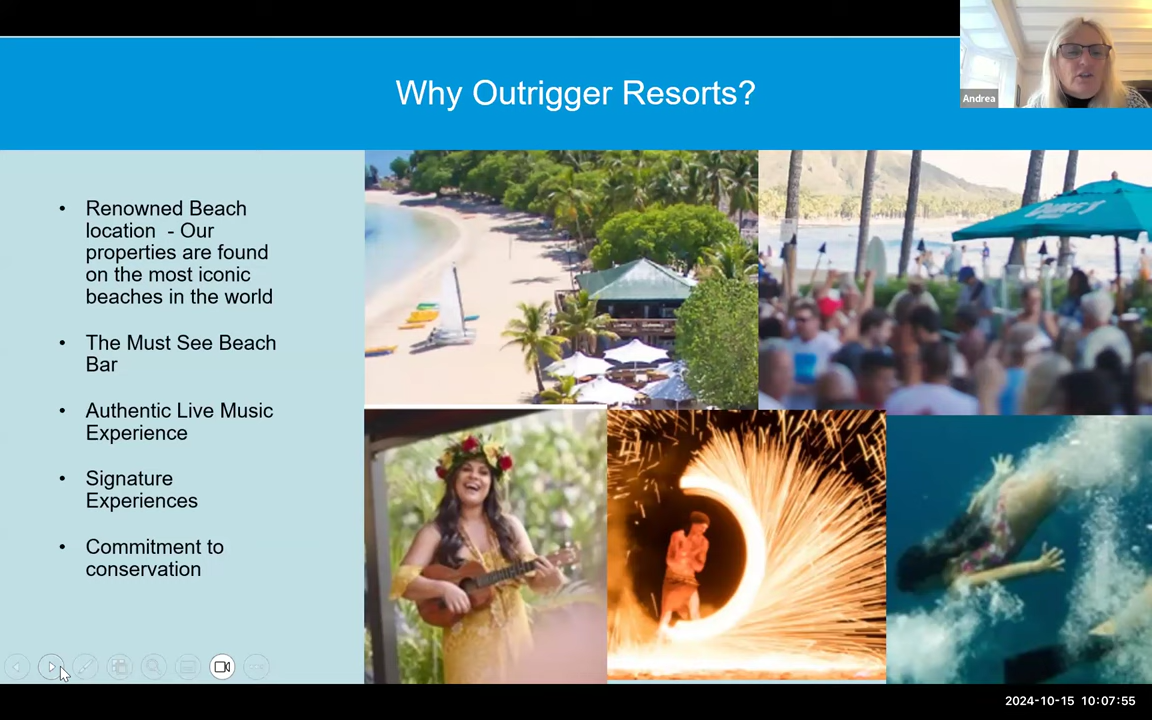 Why Outrigger Resorts?
Andrea
• Renowned Beach
location - Our
properties are found
on the most iconic
beaches in the world
• The Must See Beach
Bar
• Authentic Live Music
Experience
• Signature
Experiences
• Commitment to
conservation
DUKE'S
2024-10-15 10:07:55